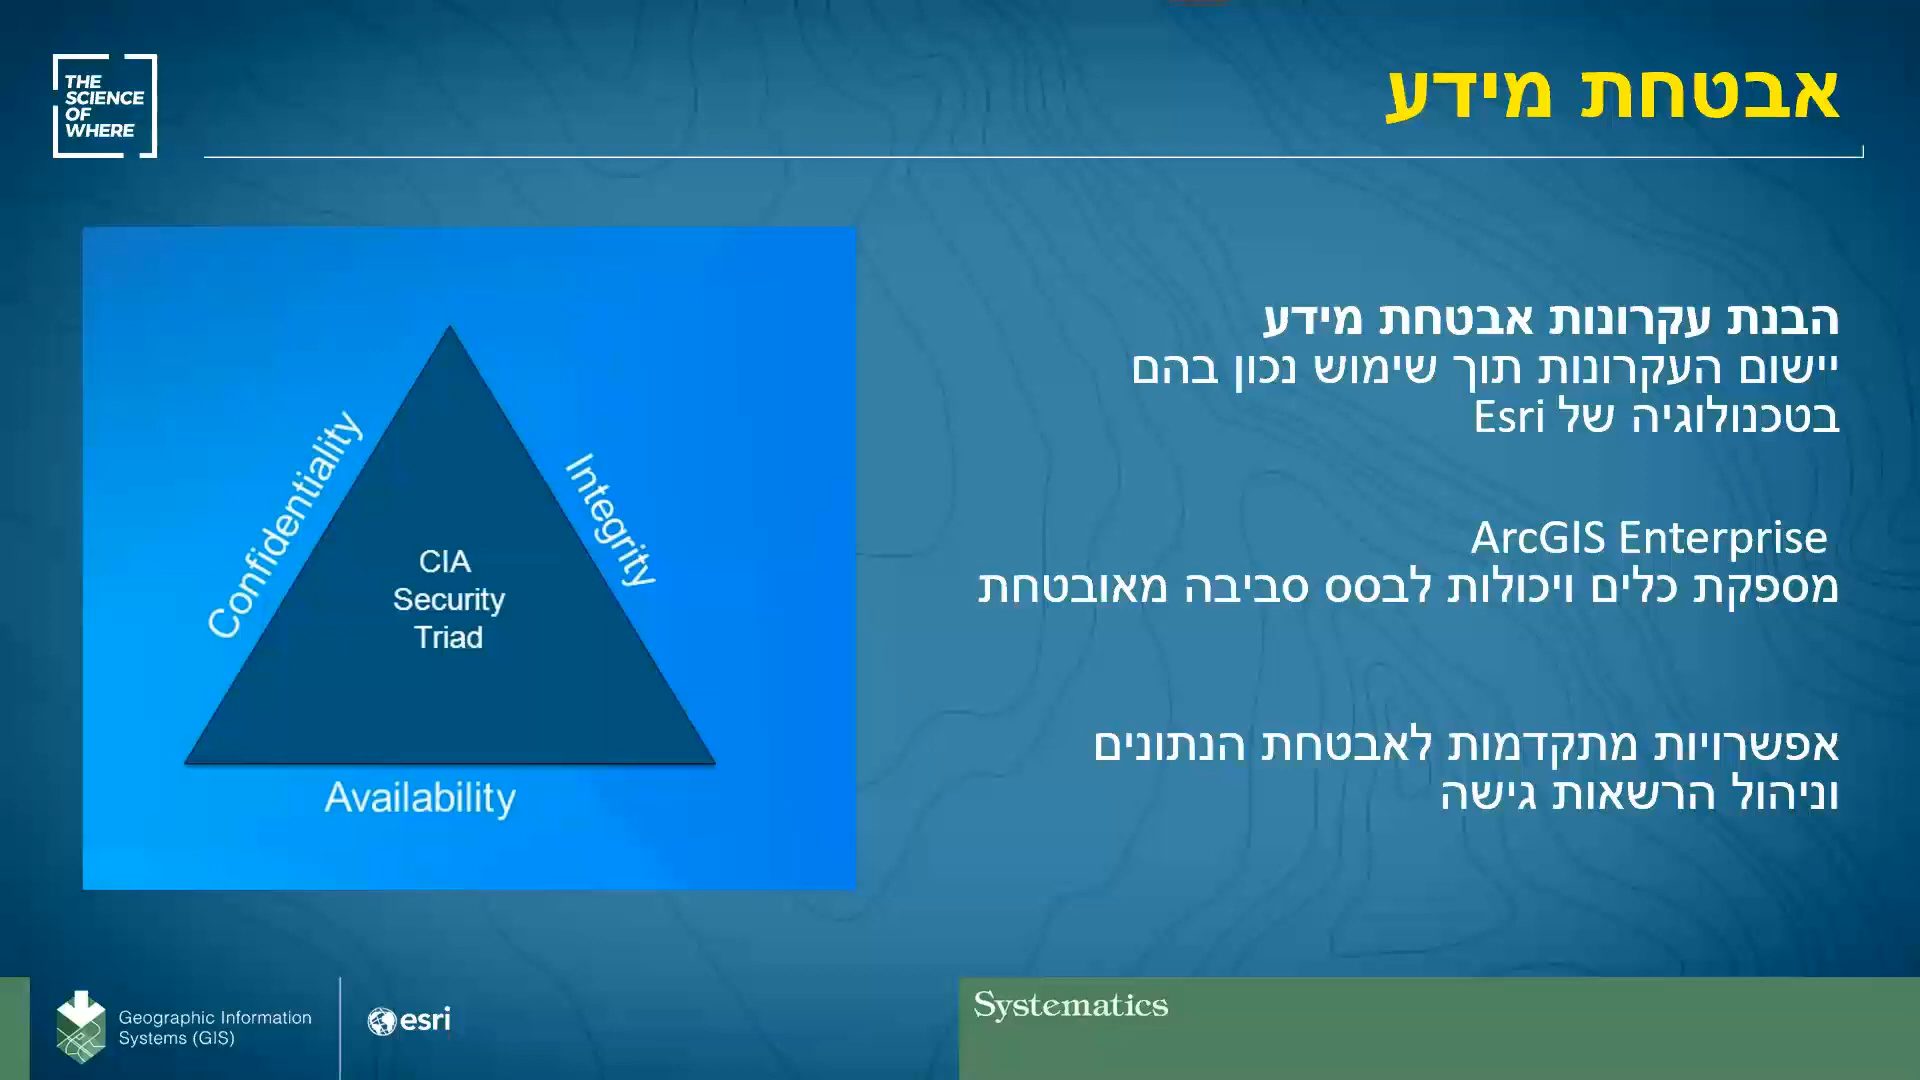 THE
SCIENCE
OF
WHERE
אבטחת מידע
הבנת עקרונות אבטחת מידע
יישום העקרונות תוך שימוש נכון בהם
בטכנולוגיה של Esri
ArcGIS Enterprise
מספקת כלים ויכולות לבסס סביבה מאובטחת
אפשרויות מתקדמות לאבטחת הנתונים
וניהול הרשאות גישה
Confidentiality
Integrity
CIA
Security
Triad
Availability
Geographic Information
Systems (GIS)
esri
Systematics